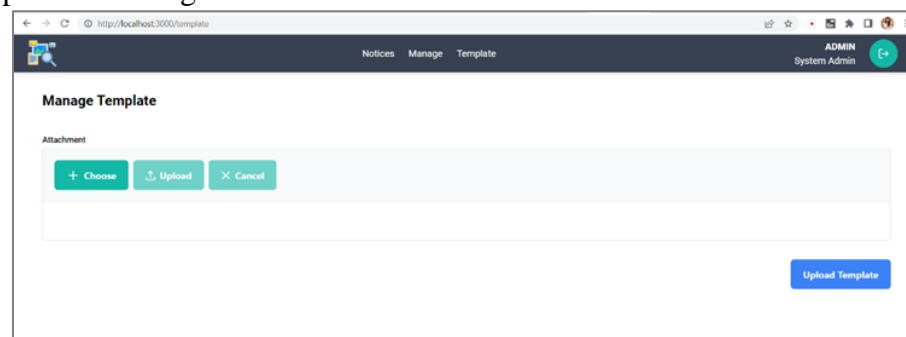 http://localhost:3000/template
Notices Manage Template
ADMIN
System Admin
Manage Template
Attachment
+ Choose Upload × Cancel
Upload Template